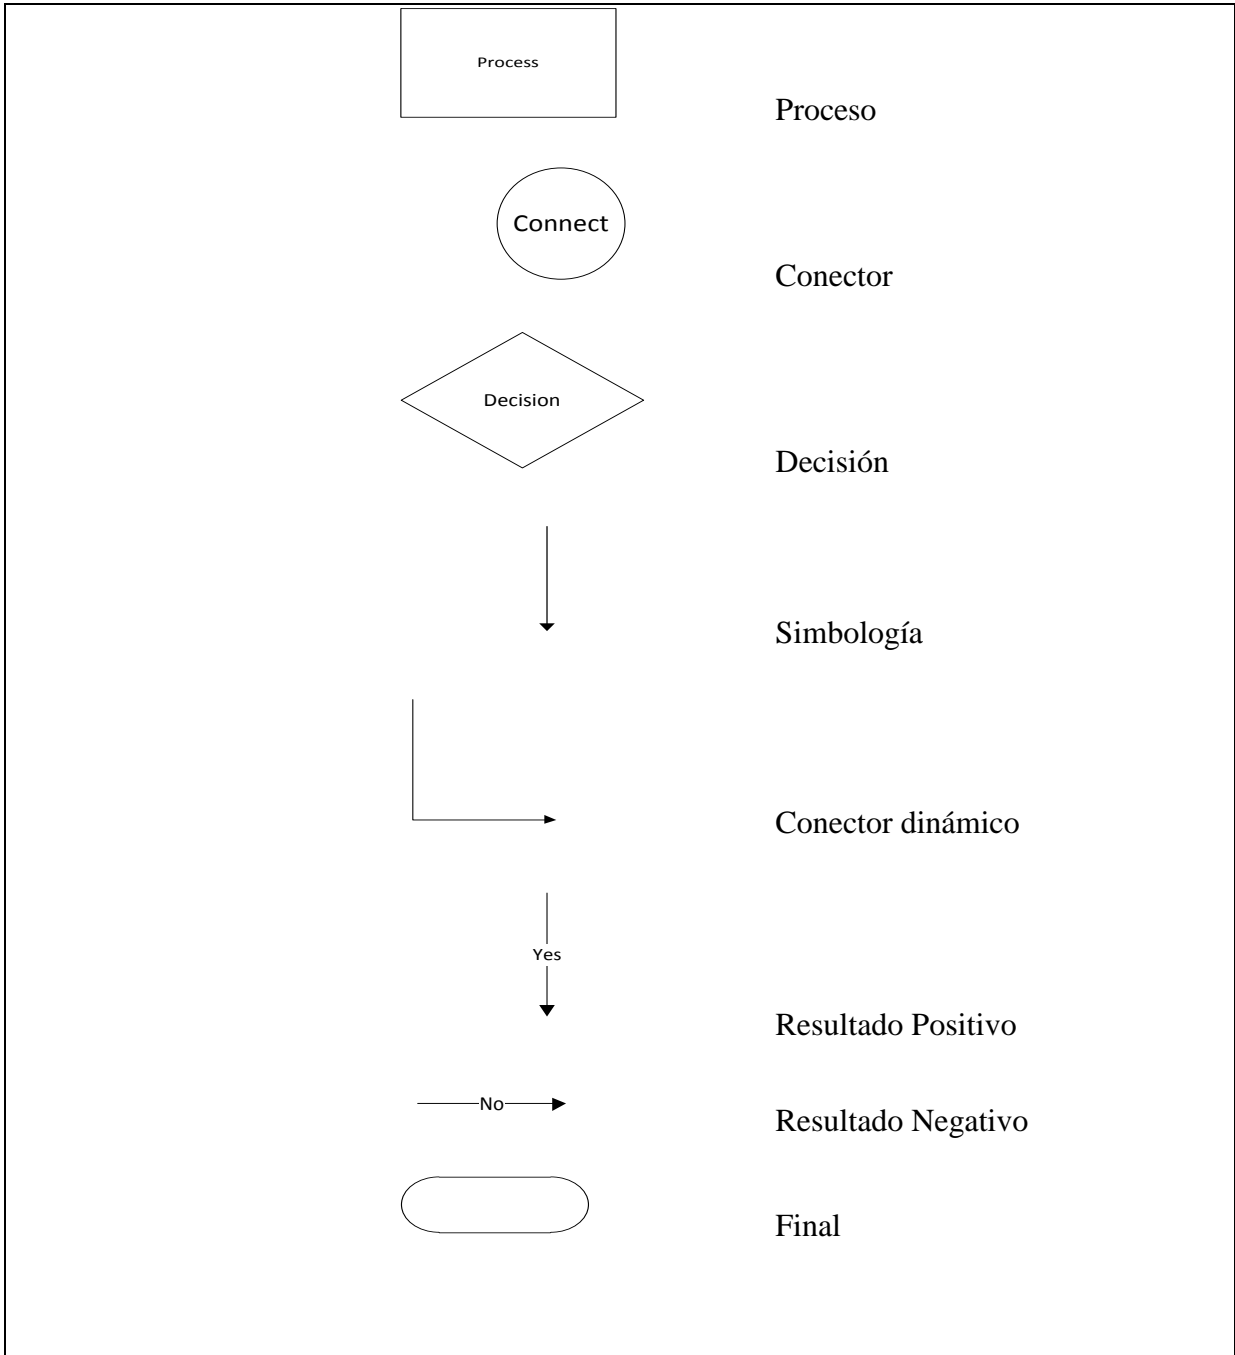 Process
Proceso
Connect
Conector
Decision
Decisión
Simbología
Conector dinámico
Yes
Resultado Positivo
No
Resultado Negativo
Final